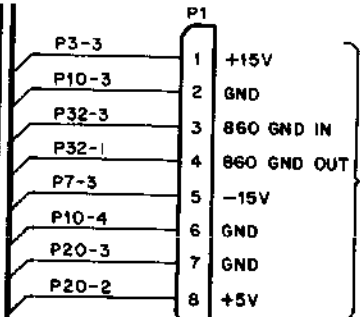 P1
P3-3 1 +15V
P10-3 2 GND
P32-3 3 860 GND IN
P32-1 4 860 GND OUT
P7-3 5 -15V
P10-4 6 GND
P20-3 7 GND
P20-2 8 +5V